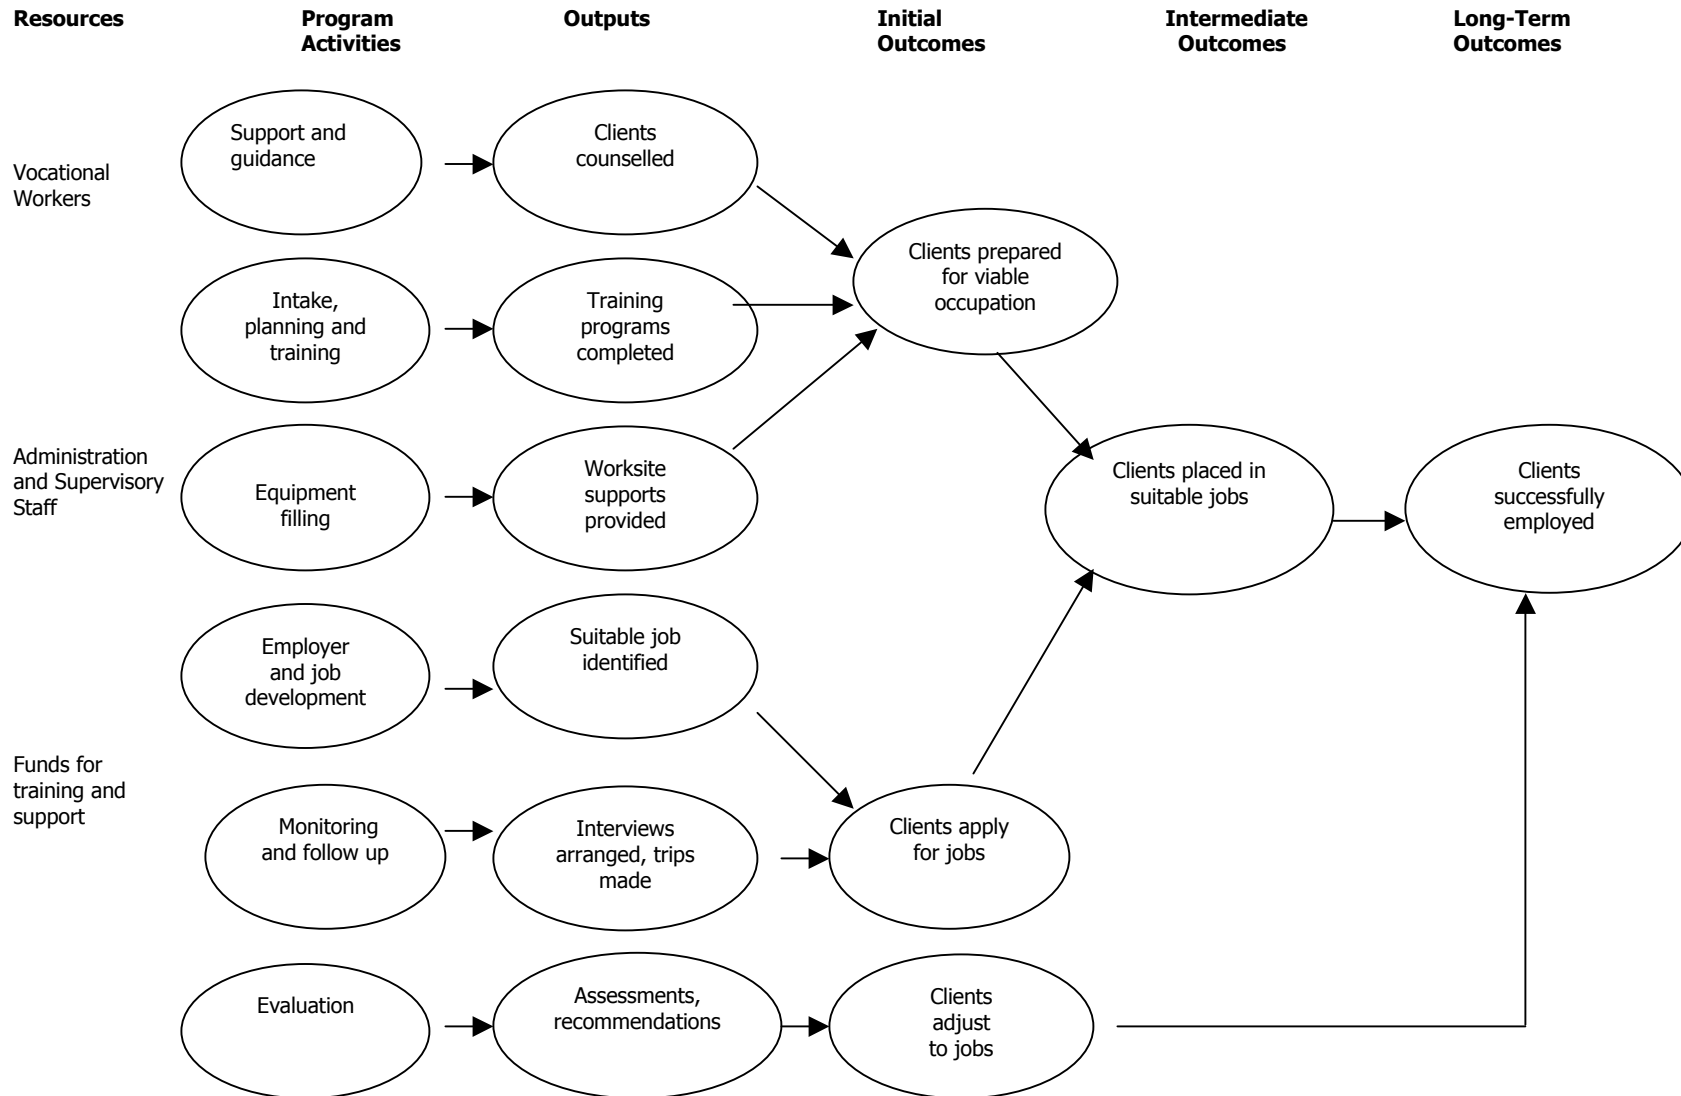 Resources
Program
Activities
Outputs
Initial
Outcomes
Intermediate
Outcomes
Long-Term
Outcomes
Vocational
Workers
Administration
and Supervisory
Staff
Funds for
training and
support
Support and
guidance
Intake,
planning and
training
Equipment
filling
Employer
and job
development
Monitoring
and follow up
Evaluation
Clients
counselled
Training
programs
completed
Worksite
supports
provided
Suitable job
identified
Interviews
arranged, trips
made
Assessments,
recommendations
Clients prepared
for viable
occupation
Clients apply
for jobs
Clients
adjust
to jobs
Clients placed in
suitable jobs
Clients
successfully
employed